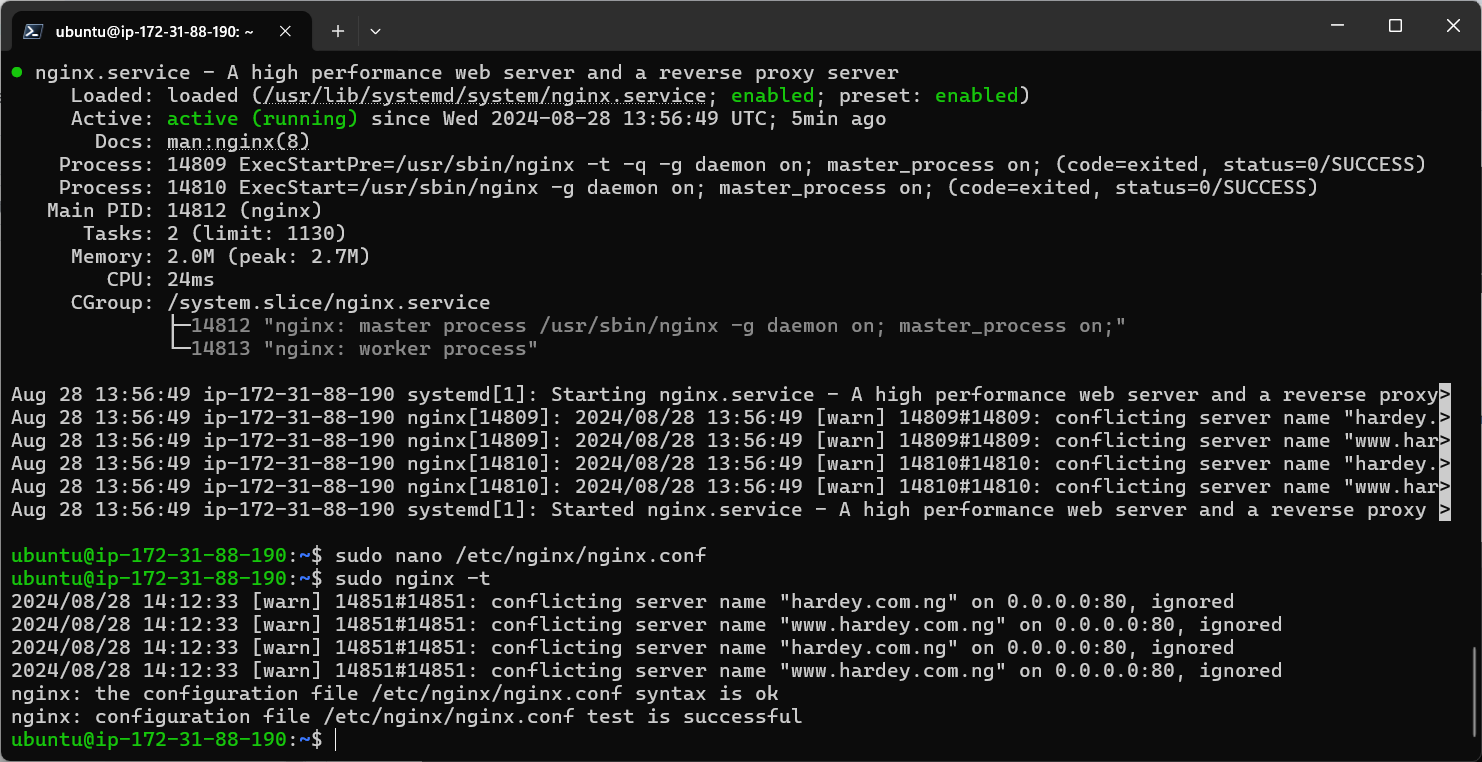 ubuntu@ip-172-31-88-190: ~
● nginx.service - A high performance web server and a reverse proxy server
     Loaded: loaded (/usr/lib/systemd/system/nginx.service; enabled; preset: enabled)
     Active: active (running) since Wed 2024-08-28 13:56:49 UTC; 5min ago
       Docs: man:nginx(8)
    Process: 14809 ExecStartPre=/usr/sbin/nginx -t -q -g daemon on; master_process on; (code=exited, status=0/SUCCESS)
    Process: 14810 ExecStart=/usr/sbin/nginx -g daemon on; master_process on; (code=exited, status=0/SUCCESS)
   Main PID: 14812 (nginx)
      Tasks: 2 (limit: 1130)
     Memory: 2.0M (peak: 2.7M)
        CPU: 24ms
     CGroup: /system.slice/nginx.service
             ├─14812 "nginx: master process /usr/sbin/nginx -g daemon on; master_process on;"
             └─14813 "nginx: worker process"
Aug 28 13:56:49 ip-172-31-88-190 systemd[1]: Starting nginx.service - A high performance web server and a reverse proxy>
Aug 28 13:56:49 ip-172-31-88-190 nginx[14809]: 2024/08/28 13:56:49 [warn] 14809#14809: conflicting server name "hardey.>
Aug 28 13:56:49 ip-172-31-88-190 nginx[14809]: 2024/08/28 13:56:49 [warn] 14809#14809: conflicting server name "www.har>
Aug 28 13:56:49 ip-172-31-88-190 nginx[14810]: 2024/08/28 13:56:49 [warn] 14810#14810: conflicting server name "hardey.>
Aug 28 13:56:49 ip-172-31-88-190 nginx[14810]: 2024/08/28 13:56:49 [warn] 14810#14810: conflicting server name "www.har>
Aug 28 13:56:49 ip-172-31-88-190 systemd[1]: Started nginx.service - A high performance web server and a reverse proxy >
ubuntu@ip-172-31-88-190:~$ sudo nano /etc/nginx/nginx.conf
ubuntu@ip-172-31-88-190:~$ sudo nginx -t
2024/08/28 14:12:33 [warn] 14851#14851: conflicting server name "hardey.com.ng" on 0.0.0.0:80, ignored
2024/08/28 14:12:33 [warn] 14851#14851: conflicting server name "www.hardey.com.ng" on 0.0.0.0:80, ignored
2024/08/28 14:12:33 [warn] 14851#14851: conflicting server name "hardey.com.ng" on 0.0.0.0:80, ignored
2024/08/28 14:12:33 [warn] 14851#14851: conflicting server name "www.hardey.com.ng" on 0.0.0.0:80, ignored
nginx: the configuration file /etc/nginx/nginx.conf syntax is ok
nginx: configuration file /etc/nginx/nginx.conf test is successful
ubuntu@ip-172-31-88-190:~$